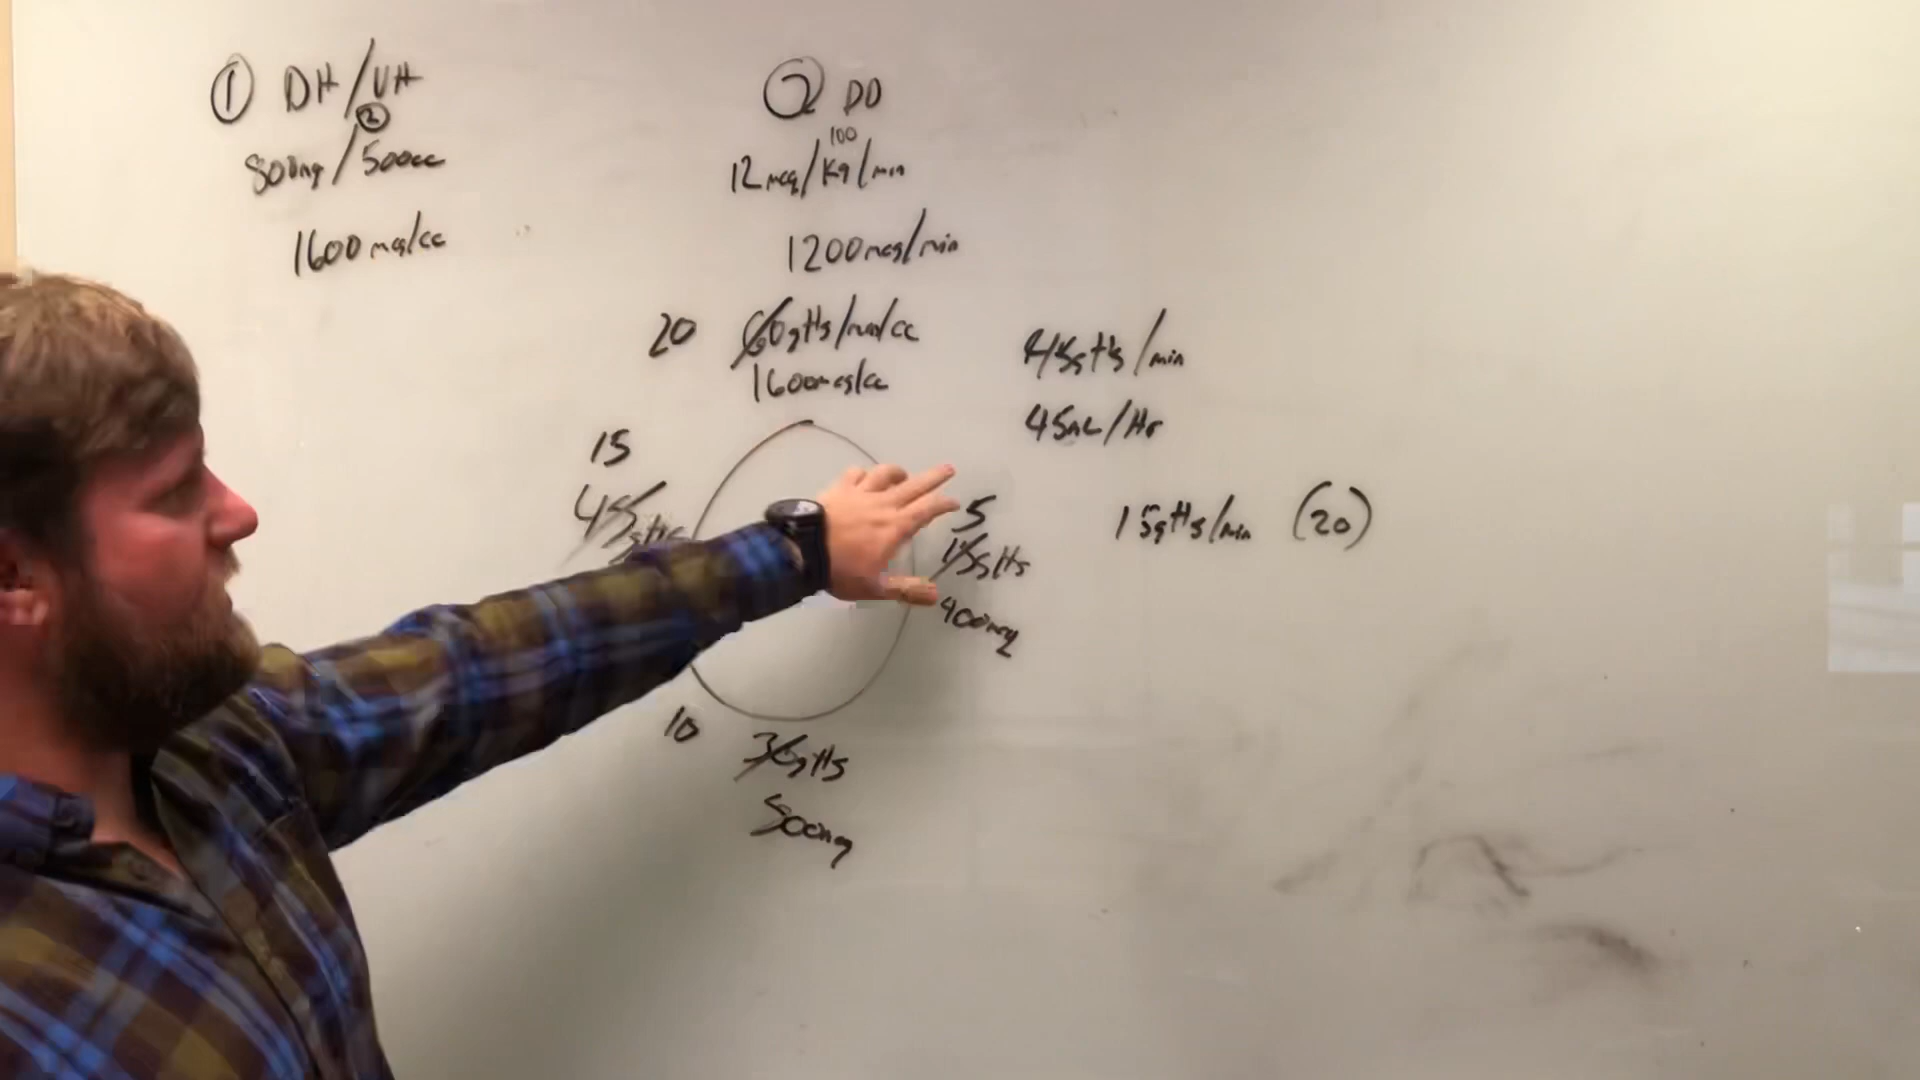 ① DH/VH
②
800mg/500cc
1600mcg/cc
② DD
100
12mcg/kg/min
1200mcg/min
20 60gtts/min/cc
1600mcg/cc
45gtts/min
45mL/Hr
15
45gtts
5
15gtts
400mcg
15gtts/min (20)
10 30gtts